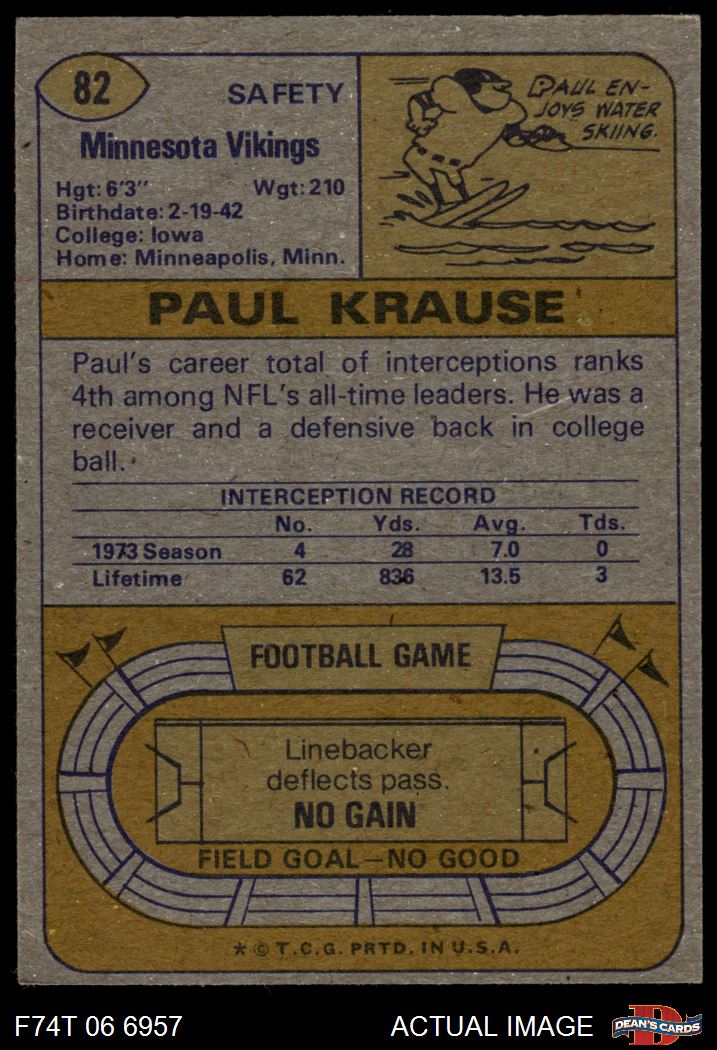 82
SAFETY
Minnesota Vikings
Hgt: 6'3" Wgt: 210
Birthdate: 2-19-42
College: Iowa
Home: Minneapolis, Minn.
PAUL EN-
JOYS WATER
SKIING.
PAUL KRAUSE
Paul's career total of interceptions ranks
4th among NFL's all-time leaders. He was a
receiver and a defensive back in college
ball.
INTERCEPTION RECORD
No. Yds. Avg. Tds.
1973 Season 4 28 7.0 0
Lifetime 62 836 13.5 3
FOOTBALL GAME
Linebacker
deflects pass.
NO GAIN
FIELD GOAL—NO GOOD
* © T.C.G. PRTD. IN U.S.A.
F74T 06 6957 ACTUAL IMAGE
D
DEAN'S CARDS